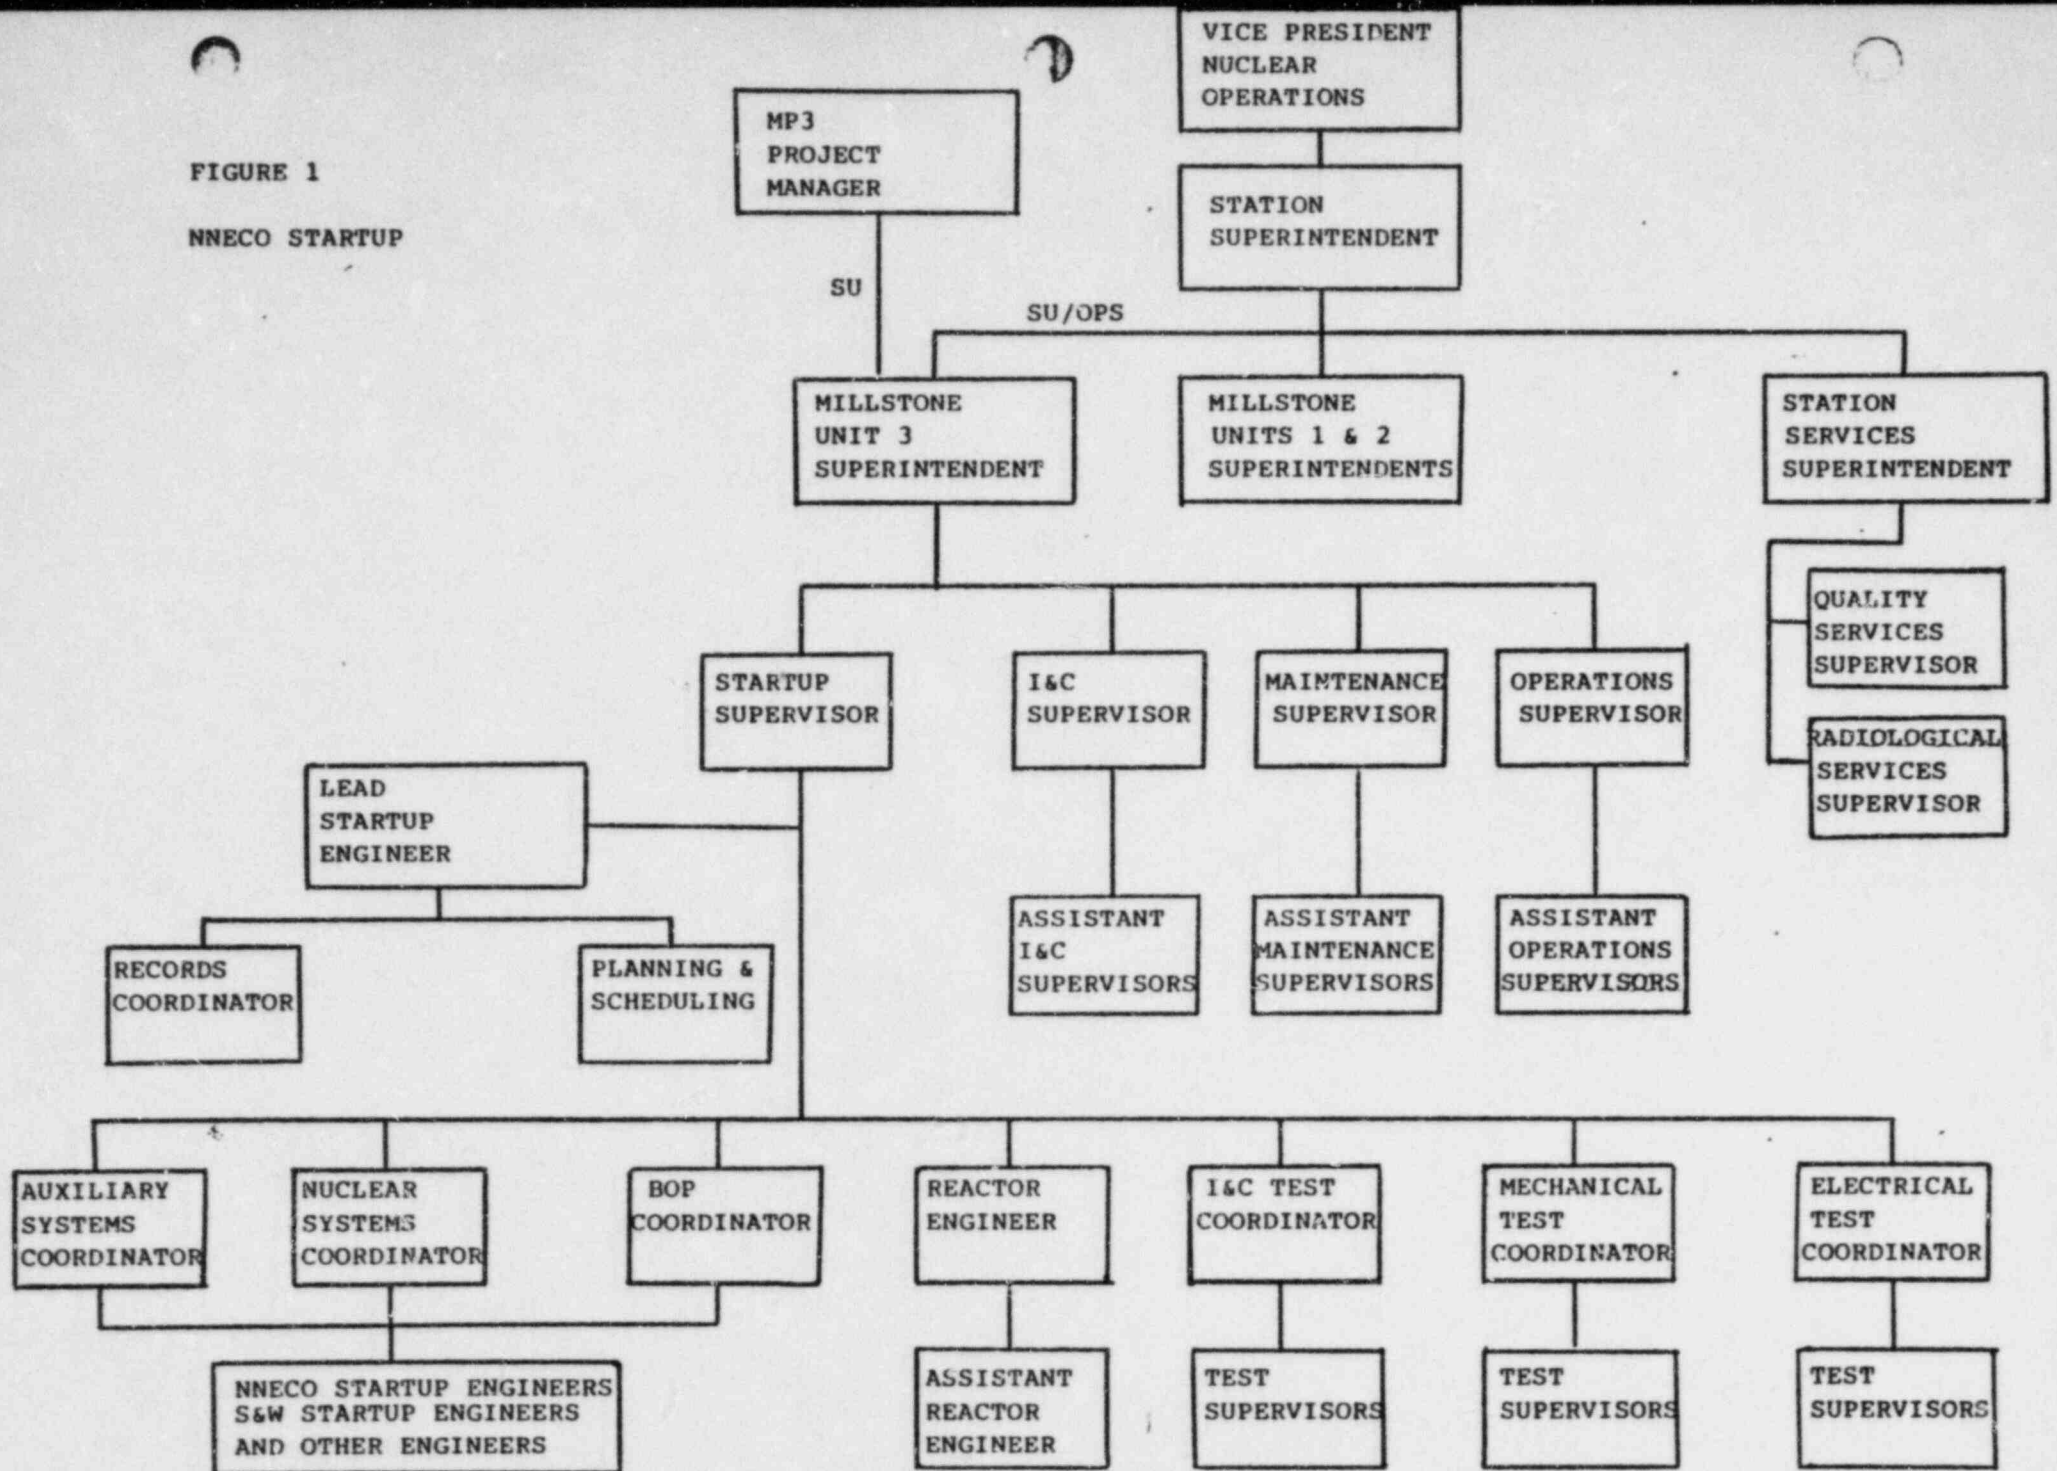 VICE PRESIDENT
NUCLEAR
OPERATIONS
MP3
PROJECT
MANAGER
FIGURE 1
NNECO STARTUP
STATION
SUPERINTENDENT
SU
SU/OPS
MILLSTONE
UNIT 3
SUPERINTENDENT
MILLSTONE
UNITS 1 & 2
SUPERINTENDENTS
STATION
SERVICES
SUPERINTENDENT
QUALITY
SERVICES
SUPERVISOR
RADIOLOGICAL
SERVICES
SUPERVISOR
STARTUP
SUPERVISOR
I&C
SUPERVISOR
MAINTENANCE
SUPERVISOR
OPERATIONS
SUPERVISOR
LEAD
STARTUP
ENGINEER
RECORDS
COORDINATOR
PLANNING &
SCHEDULING
ASSISTANT
I&C
SUPERVISORS
ASSISTANT
MAINTENANCE
SUPERVISORS
ASSISTANT
OPERATIONS
SUPERVISORS
AUXILIARY
SYSTEMS
COORDINATOR
NUCLEAR
SYSTEMS
COORDINATOR
BOP
COORDINATOR
REACTOR
ENGINEER
I&C TEST
COORDINATOR
MECHANICAL
TEST
COORDINATOR
ELECTRICAL
TEST
COORDINATOR
NNECO STARTUP ENGINEERS
S&W STARTUP ENGINEERS
AND OTHER ENGINEERS
ASSISTANT
REACTOR
ENGINEER
TEST
SUPERVISORS
TEST
SUPERVISORS
TEST
SUPERVISORS